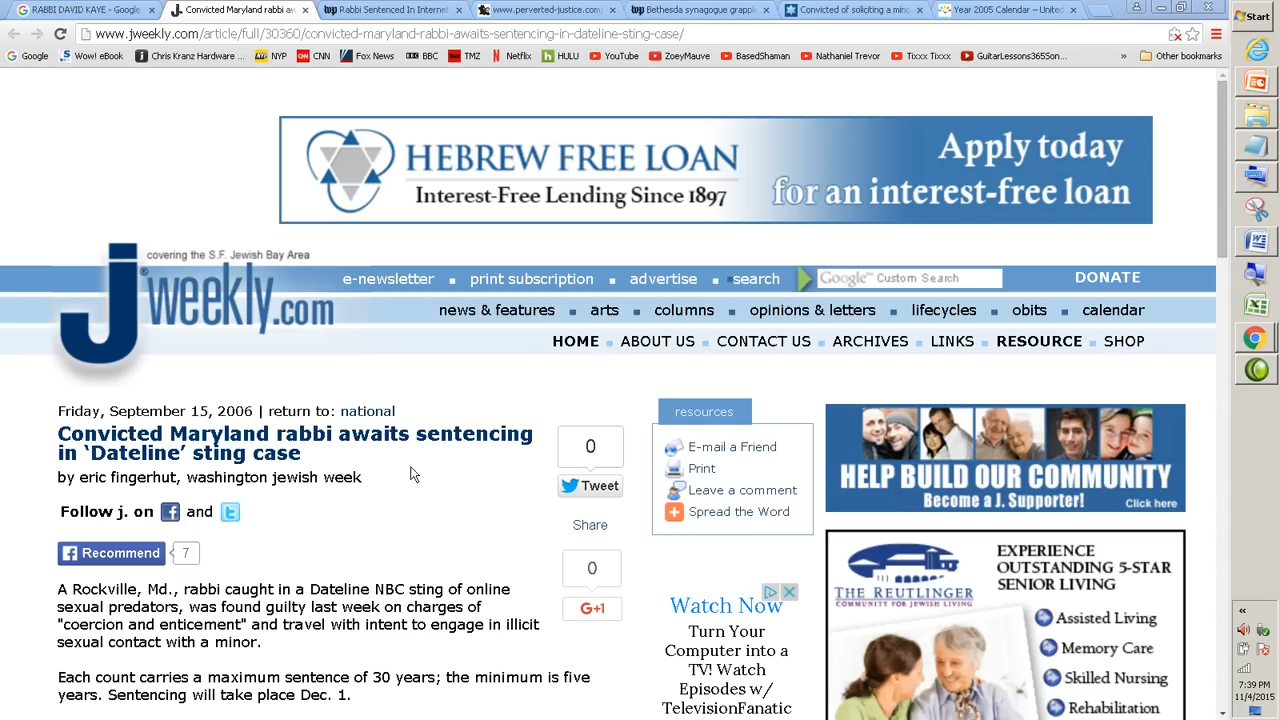 RABBI DAVID KAYE - Google
Convicted Maryland rabbi aw
Rabbi Sentenced In Internet
www.perverted-justice.com/
Bethesda synagogue grapple
Convicted of soliciting a mino
Year 2005 Calendar – United
Start
www.jweekly.com/article/full/30360/convicted-maryland-rabbi-awaits-sentencing-in-dateline-sting-case/
Google
Wow! eBook
Chris Kranz Hardware ...
NYP
CNN
Fox News
BBC
TMZ
Netflix
HULU
YouTube
ZoeyMauve
BasedShaman
Nathaniel Trevor
Tixxx Tixxx
GuitarLessons365Son...
»
Other bookmarks
HEBREW FREE LOAN
Interest-Free Lending Since 1897
Apply today
for an interest-free loan
covering the S.F. Jewish Bay Area
J® weekly.com
e-newsletter ▪ print subscription ▪ advertise ▪ search
Google™ Custom Search
DONATE
news & features ▪ arts ▪ columns ▪ opinions & letters ▪ lifecycles ▪ obits ▪ calendar
HOME ▪ ABOUT US ▪ CONTACT US ▪ ARCHIVES ▪ LINKS ▪ RESOURCE ▪ SHOP
Friday, September 15, 2006 | return to: national
Convicted Maryland rabbi awaits sentencing
in ‘Dateline’ sting case
by eric fingerhut, washington jewish week
Follow j. on and
Recommend 7
A Rockville, Md., rabbi caught in a Dateline NBC sting of online
sexual predators, was found guilty last week on charges of
"coercion and enticement" and travel with intent to engage in illicit
sexual contact with a minor.
Each count carries a maximum sentence of 30 years; the minimum is five
years. Sentencing will take place Dec. 1.
0
Tweet
Share
0
G+1
resources
E-mail a Friend
Print
Leave a comment
Spread the Word
Watch Now
Turn Your
Computer into a
TV! Watch
Episodes w/
TelevisionFanatic
HELP BUILD OUR COMMUNITY
Become a J. Supporter!
Click here
THE REUTLINGER
COMMUNITY FOR JEWISH LIVING
EXPERIENCE
OUTSTANDING 5-STAR
SENIOR LIVING
Assisted Living
Memory Care
Skilled Nursing
Rehabilitation
7:39 PM
11/4/2015